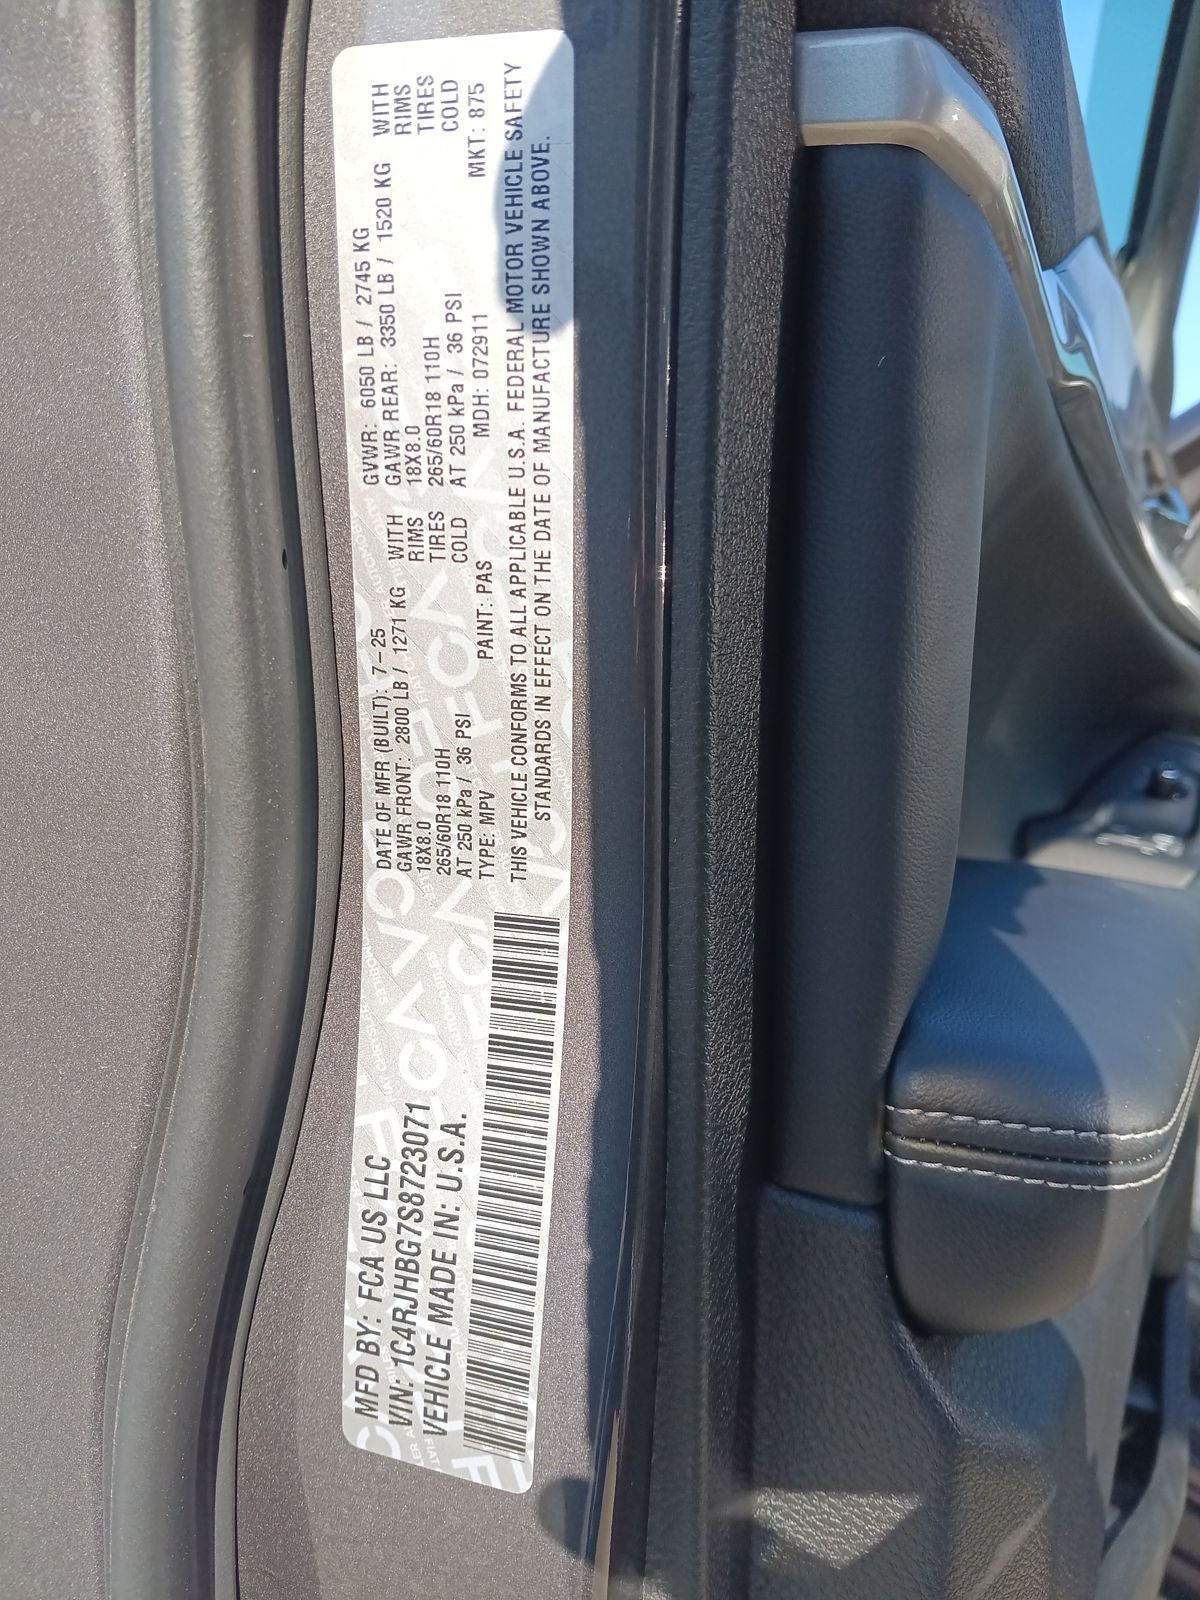 MFD BY: FCA US LLC
VIN: 1C4RJHBG7S8723071
VEHICLE MADE IN: U.S.A.
DATE OF MFR (BUILT): 7-25 GVWR: 6050 LB / 2745 KG
GAWR FRONT: 2800 LB / 1271 KG WITH GAWR REAR: 3350 LB / 1520 KG WITH
18X8.0 RIMS 18X8.0 RIMS
265/60R18 110H TIRES 265/60R18 110H TIRES
AT 250 kPa / 36 PSI COLD AT 250 kPa / 36 PSI COLD
TYPE: MPV PAINT: PAS MDH: 072911 MKT: 875
THIS VEHICLE CONFORMS TO ALL APPLICABLE U.S.A. FEDERAL MOTOR VEHICLE SAFETY
STANDARDS IN EFFECT ON THE DATE OF MANUFACTURE SHOWN ABOVE.